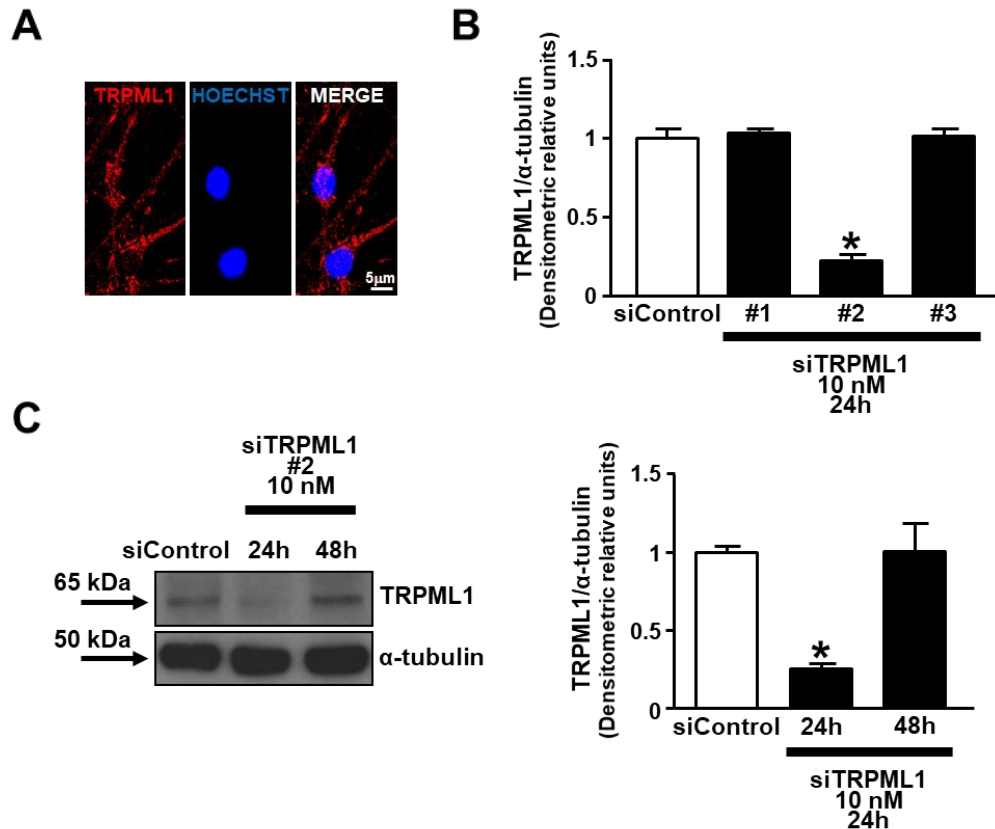 A
TRPML1 HOECHST MERGE
5μm
B
TRPML1/α-tubulin
(Densitometric relative units)
1.5
1
0.5
0
*
siControl #1 #2 #3
siTRPML1
10 nM
24h
C
siTRPML1
#2
10 nM
siControl 24h 48h
65 kDa
TRPML1
50 kDa
α-tubulin
TRPML1/α-tubulin
(Densitometric relative units)
1.5
1
0.5
0
*
siControl 24h 48h
siTRPML1
10 nM
24h